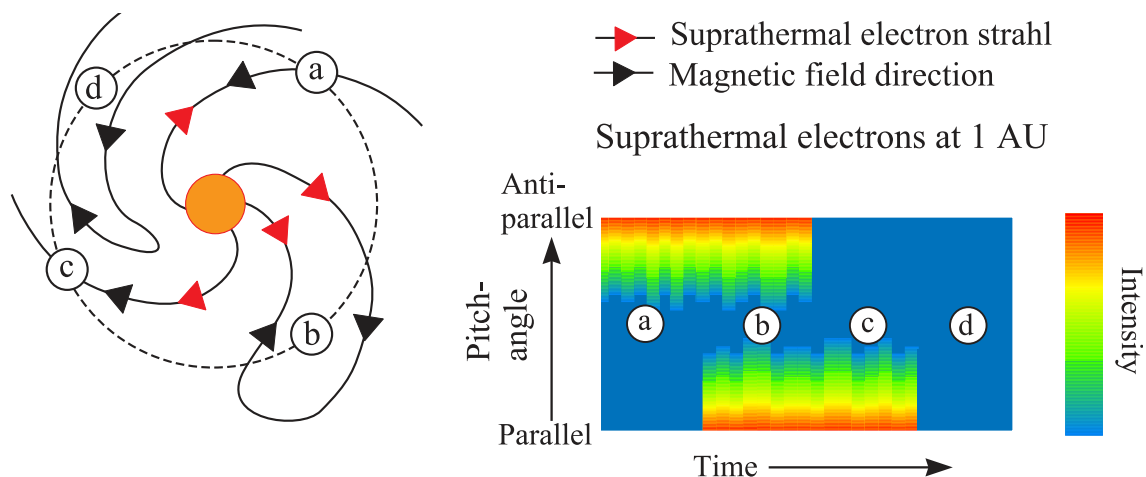 a
d
c
b
Suprathermal electron strahl
Magnetic field direction
Suprathermal electrons at 1 AU
Anti-
parallel
Pitch-
angle
Parallel
a
b
c
d
Time
Intensity